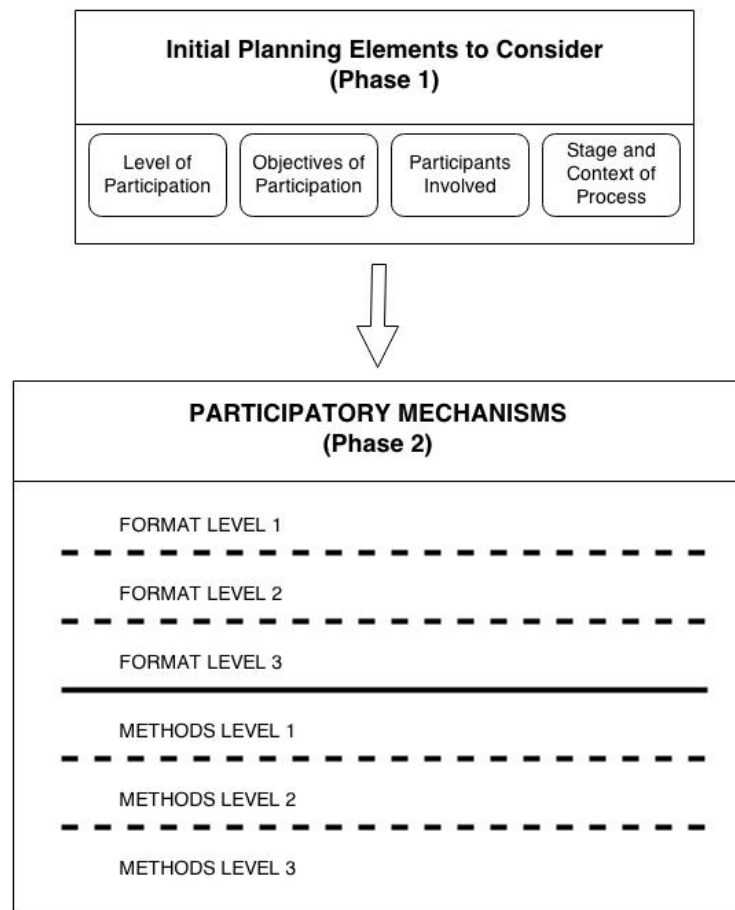 Initial Planning Elements to Consider
(Phase 1)
Level of
Participation
Objectives of
Participation
Participants
Involved
Stage and
Context of
Process
PARTICIPATORY MECHANISMS
(Phase 2)
FORMAT LEVEL 1
FORMAT LEVEL 2
FORMAT LEVEL 3
METHODS LEVEL 1
METHODS LEVEL 2
METHODS LEVEL 3